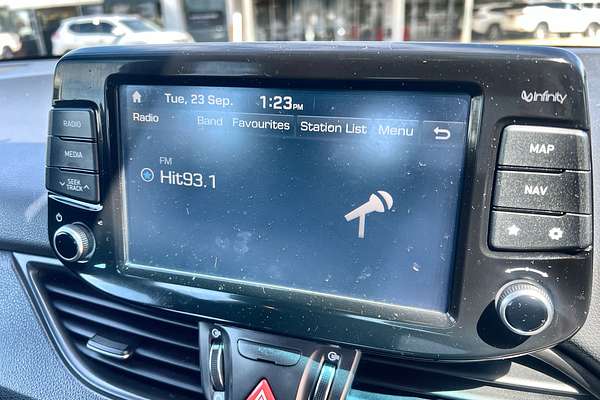 Tue, 23 Sep. 1:23PM
Radio Band Favourites Station List Menu
FM
Hit93.1
RADIO
MEDIA
SEEK
TRACK
infinity
MAP
NAV